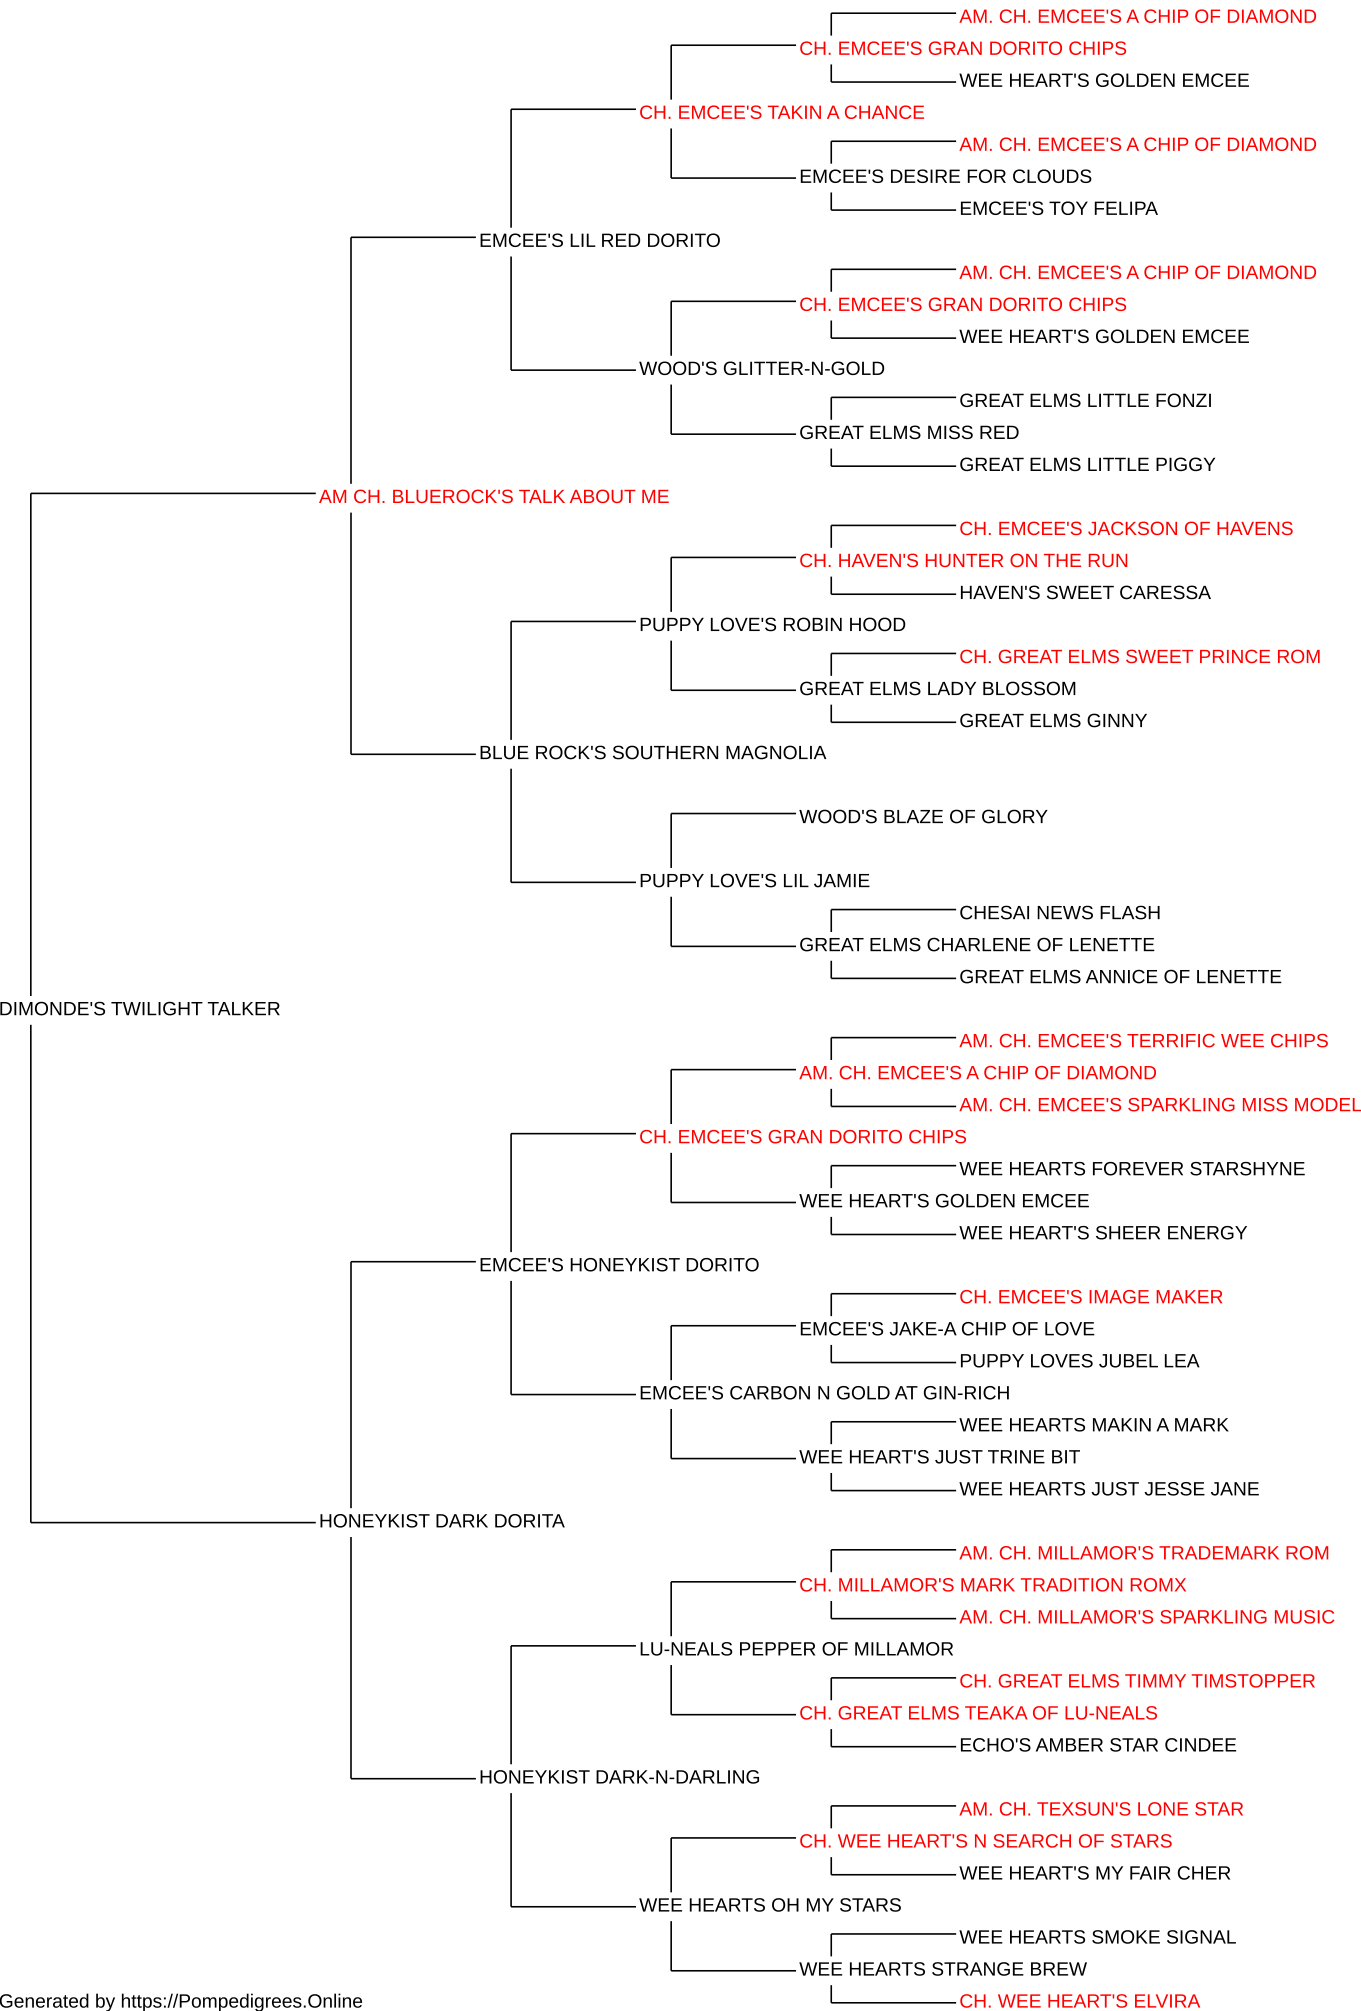 AM. CH. EMCEE'S A CHIP OF DIAMOND
CH. EMCEE'S GRAN DORITO CHIPS
WEE HEART'S GOLDEN EMCEE
CH. EMCEE'S TAKIN A CHANCE
AM. CH. EMCEE'S A CHIP OF DIAMOND
EMCEE'S DESIRE FOR CLOUDS
EMCEE'S TOY FELIPA
EMCEE'S LIL RED DORITO
AM. CH. EMCEE'S A CHIP OF DIAMOND
CH. EMCEE'S GRAN DORITO CHIPS
WEE HEART'S GOLDEN EMCEE
WOOD'S GLITTER-N-GOLD
GREAT ELMS LITTLE FONZI
GREAT ELMS MISS RED
GREAT ELMS LITTLE PIGGY
AM CH. BLUEROCK'S TALK ABOUT ME
CH. EMCEE'S JACKSON OF HAVENS
CH. HAVEN'S HUNTER ON THE RUN
HAVEN'S SWEET CARESSA
PUPPY LOVE'S ROBIN HOOD
CH. GREAT ELMS SWEET PRINCE ROM
GREAT ELMS LADY BLOSSOM
GREAT ELMS GINNY
BLUE ROCK'S SOUTHERN MAGNOLIA
WOOD'S BLAZE OF GLORY
PUPPY LOVE'S LIL JAMIE
CHESAI NEWS FLASH
GREAT ELMS CHARLENE OF LENETTE
GREAT ELMS ANNICE OF LENETTE
DIMONDE'S TWILIGHT TALKER
AM. CH. EMCEE'S TERRIFIC WEE CHIPS
AM. CH. EMCEE'S A CHIP OF DIAMOND
AM. CH. EMCEE'S SPARKLING MISS MODEL
CH. EMCEE'S GRAN DORITO CHIPS
WEE HEARTS FOREVER STARSHYNE
WEE HEART'S GOLDEN EMCEE
WEE HEART'S SHEER ENERGY
EMCEE'S HONEYKIST DORITO
CH. EMCEE'S IMAGE MAKER
EMCEE'S JAKE-A CHIP OF LOVE
PUPPY LOVES JUBEL LEA
EMCEE'S CARBON N GOLD AT GIN-RICH
WEE HEARTS MAKIN A MARK
WEE HEART'S JUST TRINE BIT
WEE HEARTS JUST JESSE JANE
HONEYKIST DARK DORITA
AM. CH. MILLAMOR'S TRADEMARK ROM
CH. MILLAMOR'S MARK TRADITION ROMX
AM. CH. MILLAMOR'S SPARKLING MUSIC
LU-NEALS PEPPER OF MILLAMOR
CH. GREAT ELMS TIMMY TIMSTOPPER
CH. GREAT ELMS TEAKA OF LU-NEALS
ECHO'S AMBER STAR CINDEE
HONEYKIST DARK-N-DARLING
AM. CH. TEXSUN'S LONE STAR
CH. WEE HEART'S N SEARCH OF STARS
WEE HEART'S MY FAIR CHER
WEE HEARTS OH MY STARS
WEE HEARTS SMOKE SIGNAL
WEE HEARTS STRANGE BREW
CH. WEE HEART'S ELVIRA
Generated by https://Pompedigrees.Online